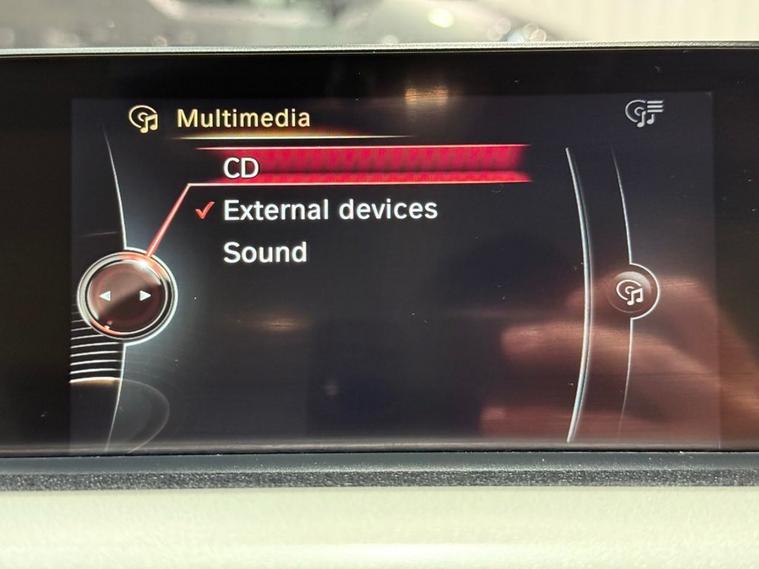 Multimedia
CD
External devices
Sound